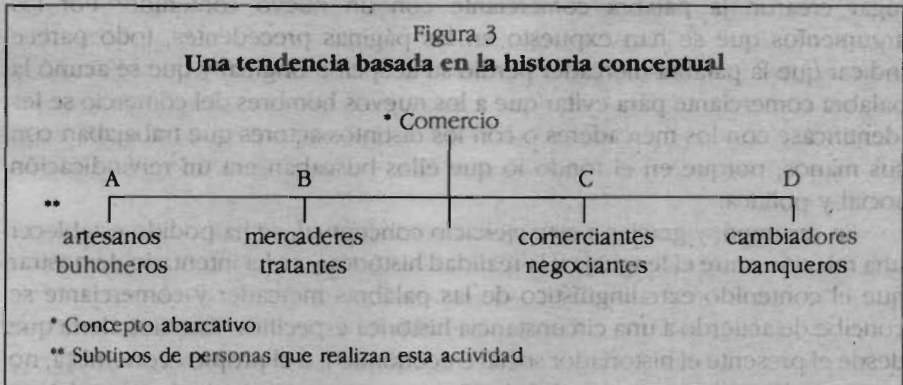 Figura 3
Una tendencia basada en la historia conceptual
* Comercio
A B C D
**
artesanos mercaderes comerciantes cambiadores
buhoneros tratantes negociantes banqueros
* Concepto abarcativo
** Subtipos de personas que realizan esta actividad